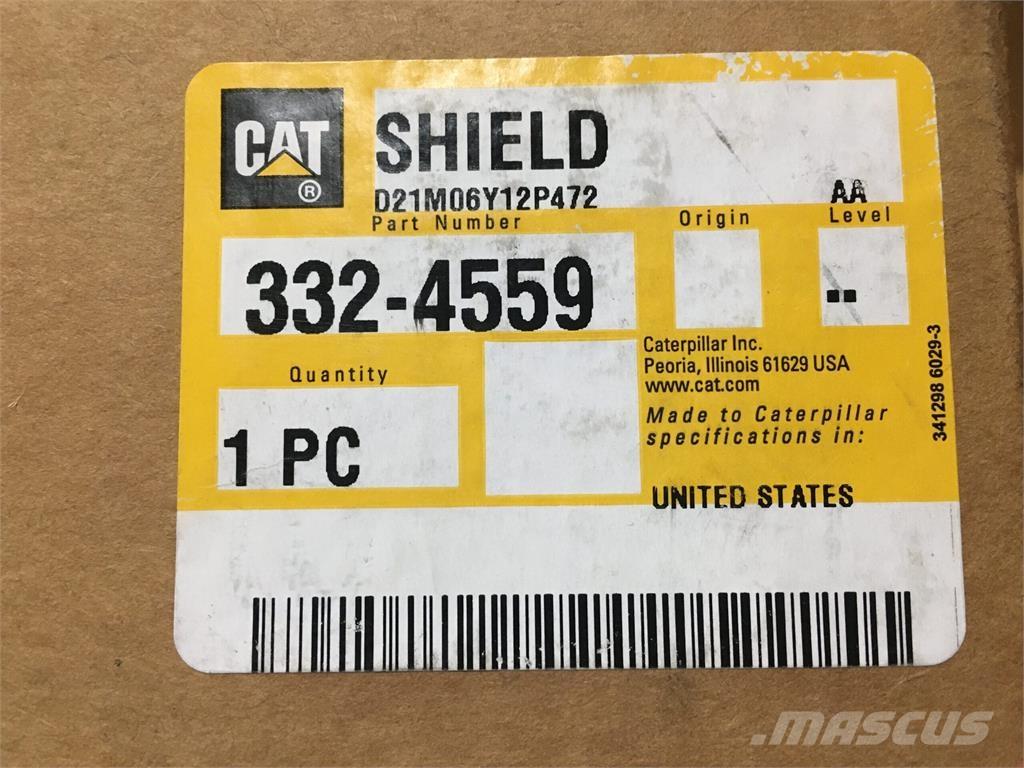 CAT®
SHIELD
D21M06Y12P472
AA
Part Number
Origin
Level
332-4559
--
Quantity
1 PC
Caterpillar Inc.
Peoria, Illinois 61629 USA
www.cat.com
Made to Caterpillar
specifications in:
UNITED STATES
341298 6029-3
.MASCUS